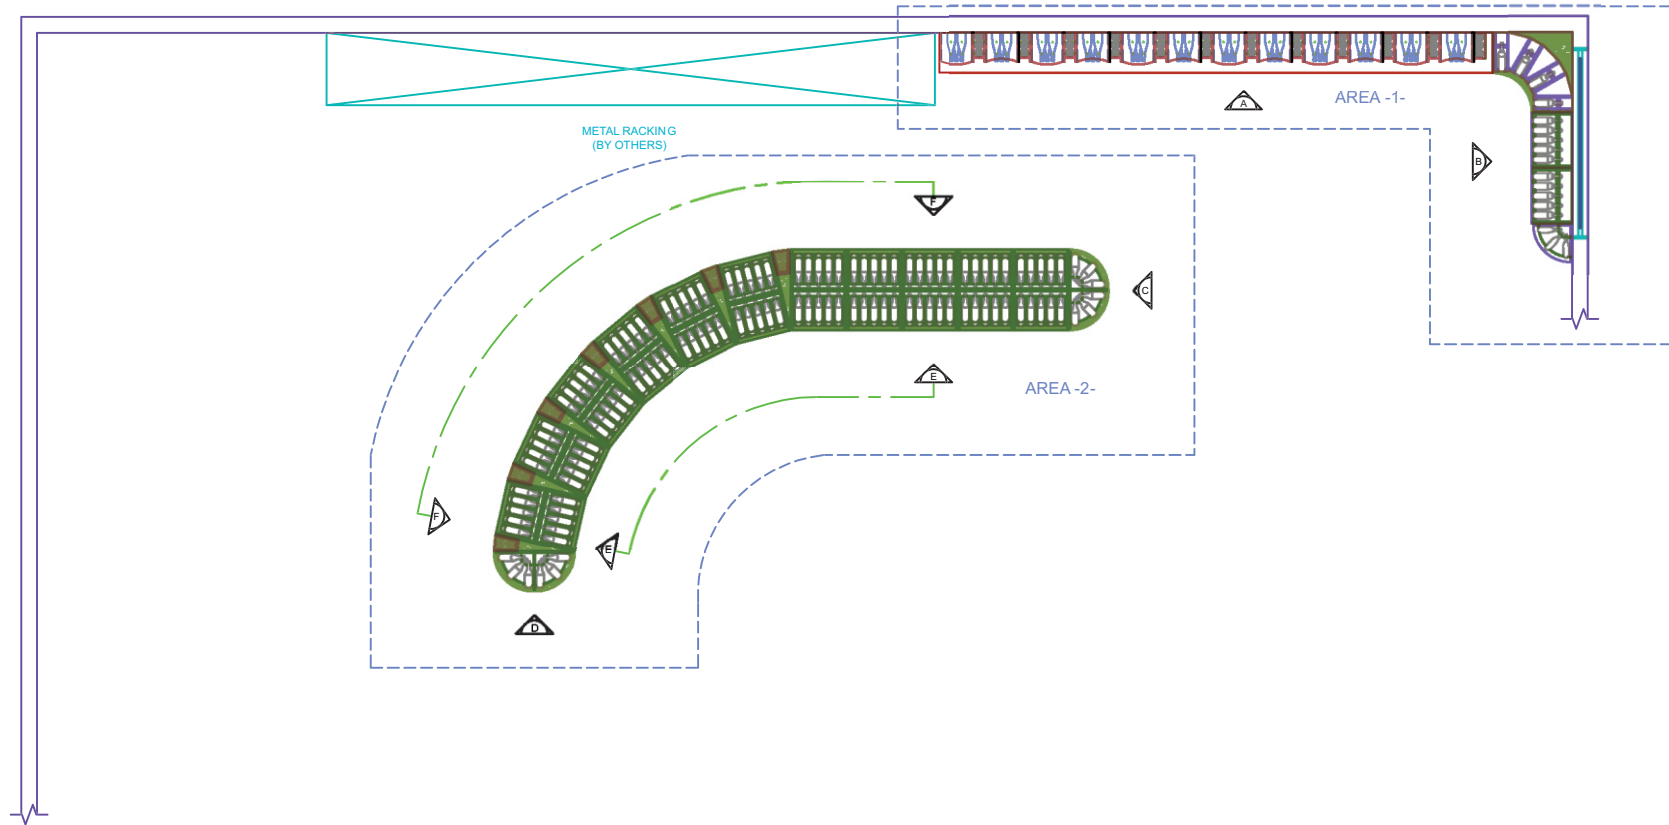 A
AREA -1-
METAL RACKING
(BY OTHERS)
B
F
C
E
AREA -2-
F
E
D